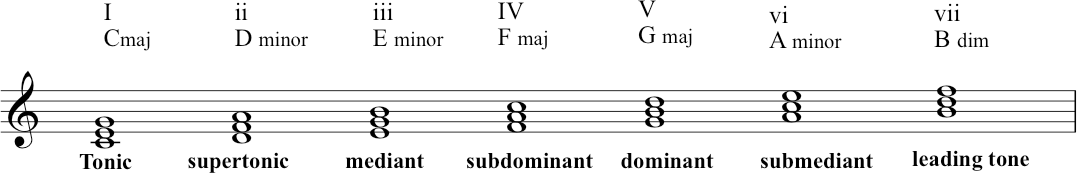 I ii iii IV V vi vii
Cmaj D minor E minor F maj G maj A minor B dim
Tonic supertonic mediant subdominant dominant submediant leading tone